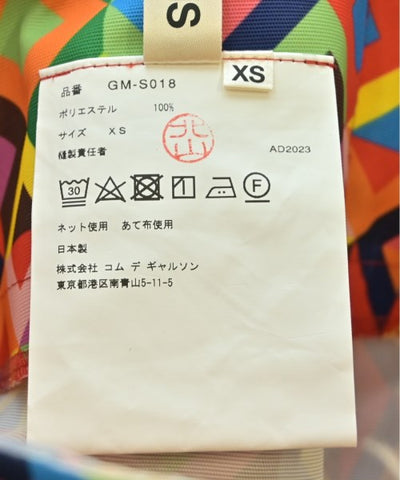 S
XS
品番 GM-S018
ポリエステル 100%
サイズ XS
北山
縫製責任者 AD2023
30 F
ネット使用 あて布使用
日本製
株式会社 コム デ ギャルソン
東京都港区南青山5-11-5